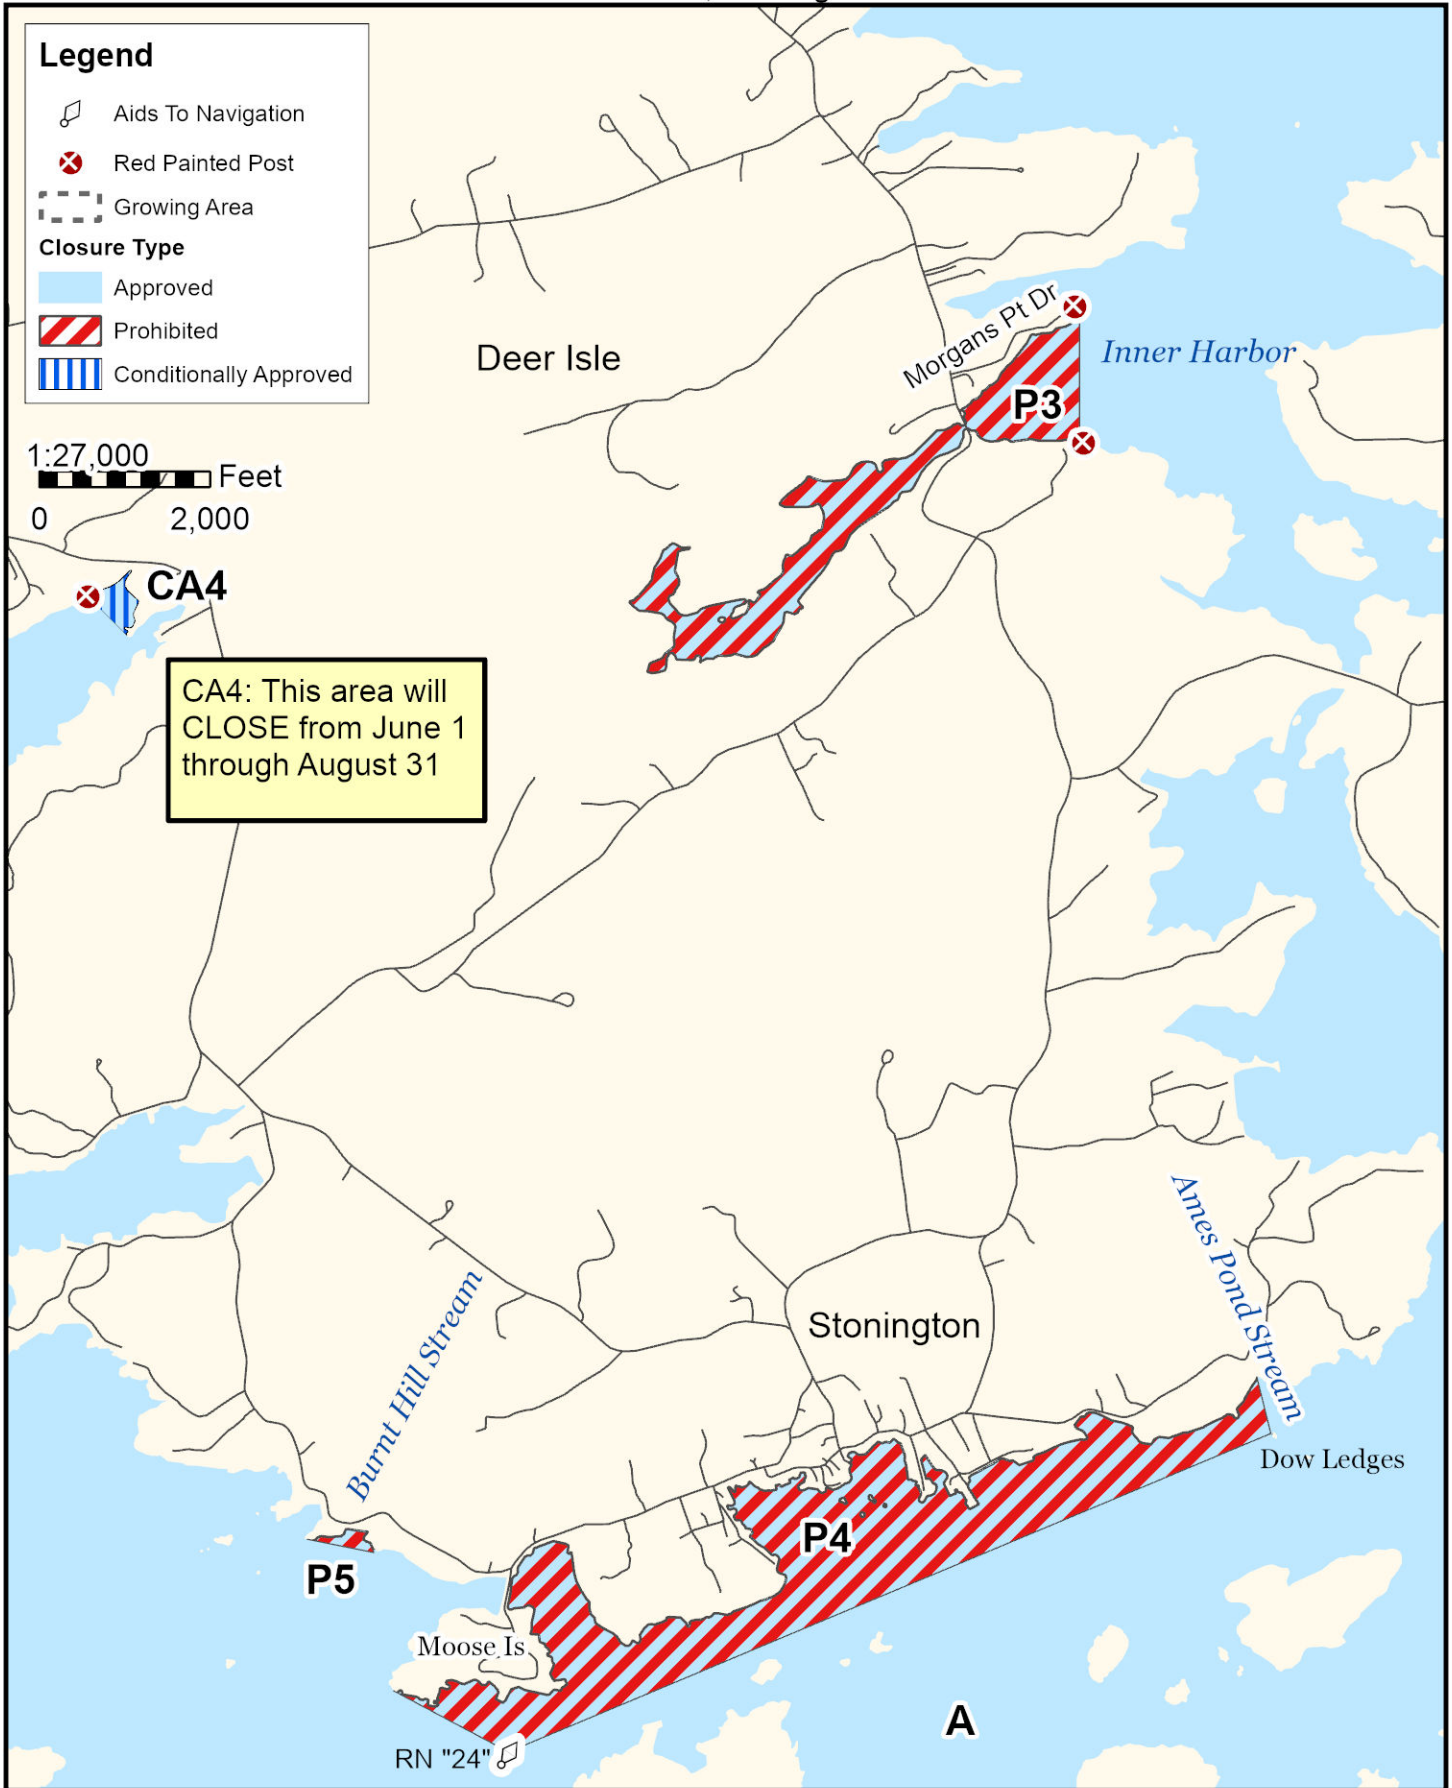 Legend
Aids To Navigation
Red Painted Post
Growing Area
Closure Type
Approved
Prohibited
Conditionally Approved
1:27,000
Feet
0 2,000
Deer Isle
Morgans Pt Dr
Inner Harbor
P3
CA4
CA4: This area will
CLOSE from June 1
through August 31
Ames Pond Stream
Burnt Hill Stream
Stonington
Dow Ledges
P4
P5
Moose Is
A
RN "24"